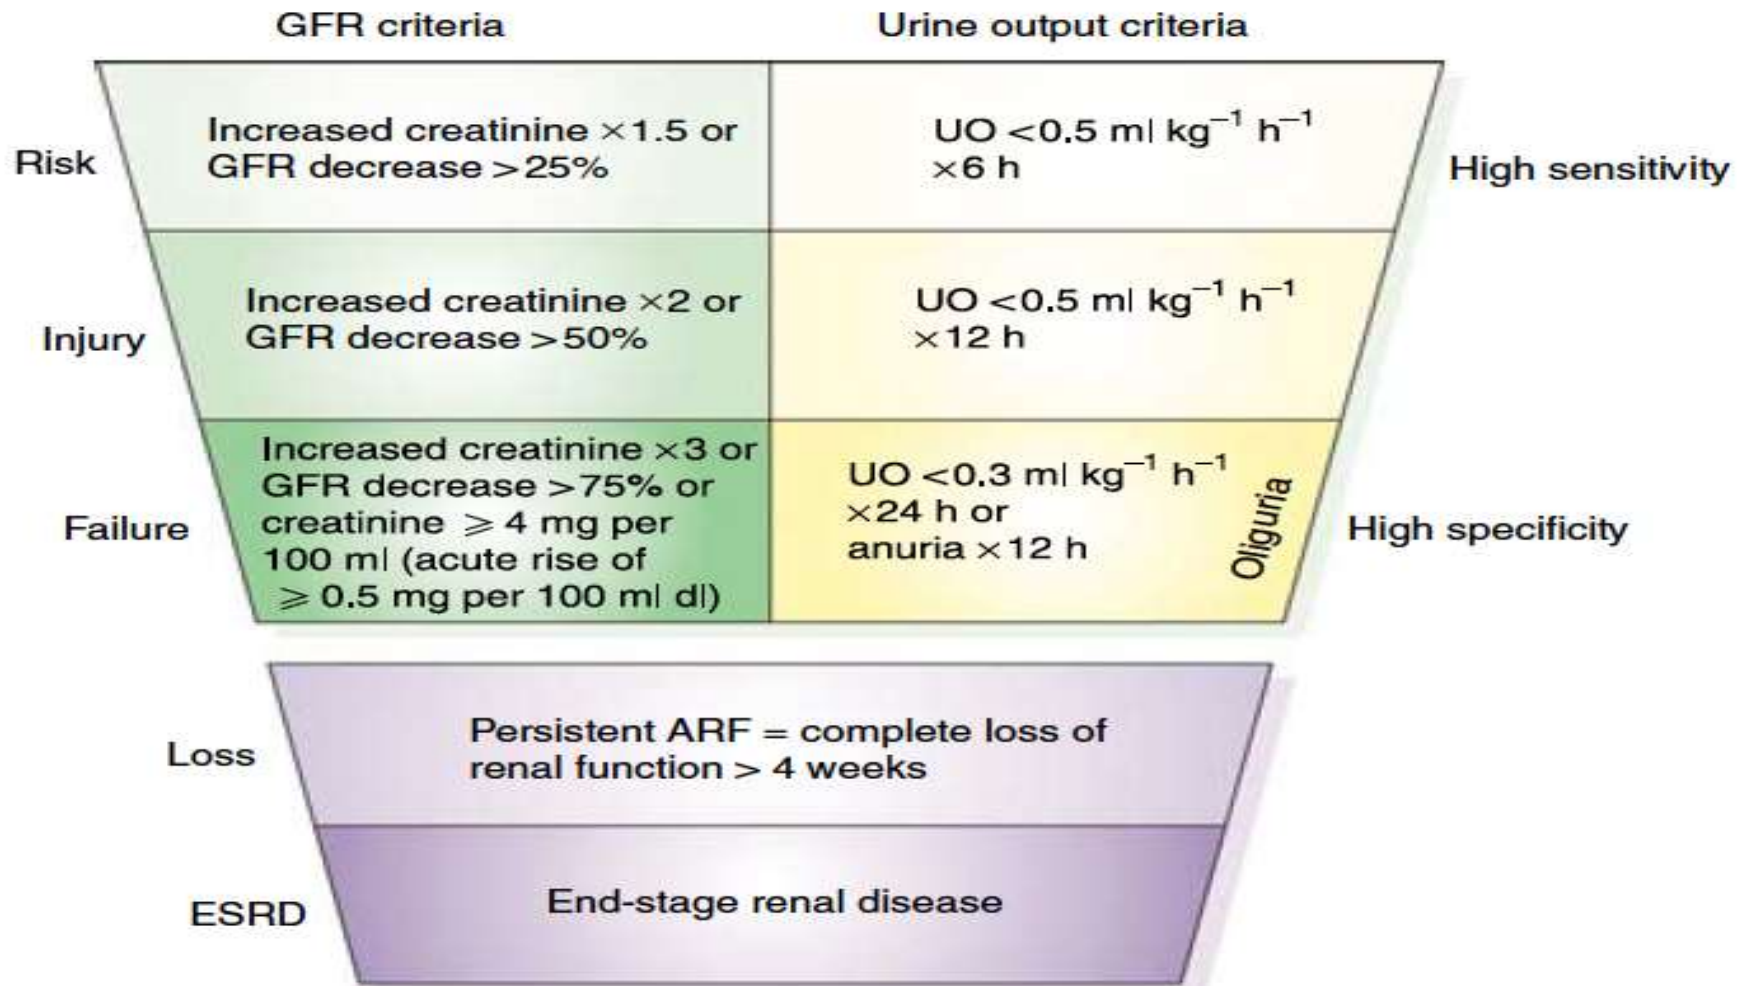 GFR criteria
Urine output criteria
Risk
Increased creatinine ×1.5 or
GFR decrease >25%
UO <0.5 ml kg⁻¹ h⁻¹
×6 h
High sensitivity
Injury
Increased creatinine ×2 or
GFR decrease >50%
UO <0.5 ml kg⁻¹ h⁻¹
×12 h
Failure
Increased creatinine ×3 or
GFR decrease >75% or
creatinine ⩾ 4 mg per
100 ml (acute rise of
⩾ 0.5 mg per 100 ml dl)
UO <0.3 ml kg⁻¹ h⁻¹
×24 h or
anuria ×12 h
Oliguria
High specificity
Loss
Persistent ARF = complete loss of
renal function > 4 weeks
ESRD
End-stage renal disease